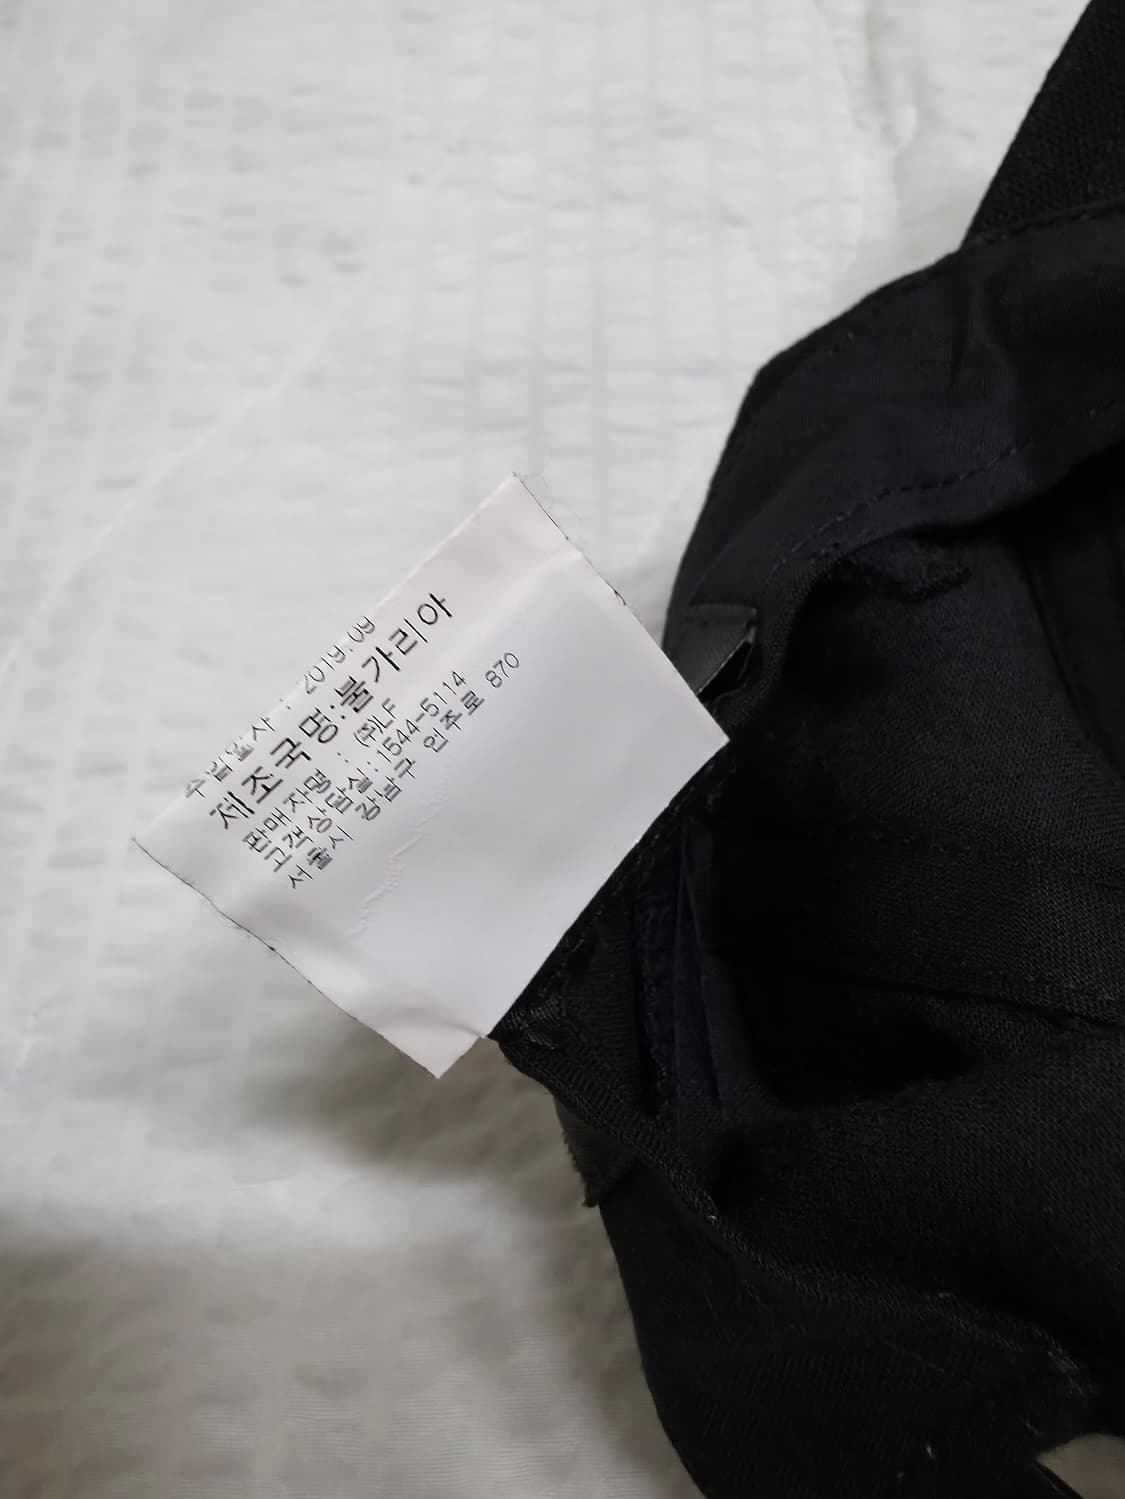 수입일자 : 2019.09
제조국명:불가리아
판매자명 : (주)LF
고객상담실:1544-5114
서울시 강남구 언주로 870